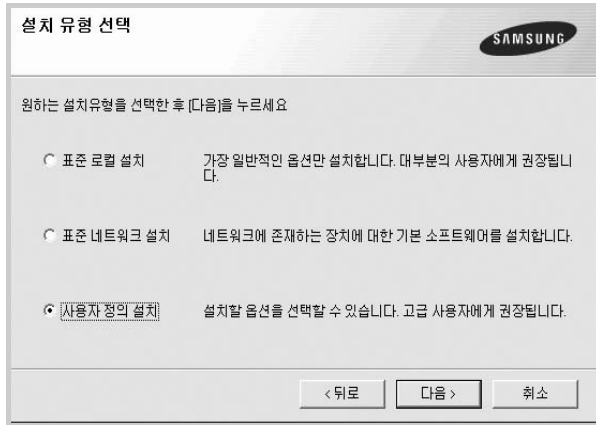 설치 유형 선택
SAMSUNG
원하는 설치유형을 선택한 후 [다음]을 누르세요
표준 로컬 설치
가장 일반적인 옵션만 설치합니다. 대부분의 사용자에게 권장됩니
다.
표준 네트워크 설치
네트워크에 존재하는 장치에 대한 기본 소프트웨어를 설치합니다.
사용자 정의 설치
설치할 옵션을 선택할 수 있습니다. 고급 사용자에게 권장됩니다.
< 뒤로
다음 >
취소